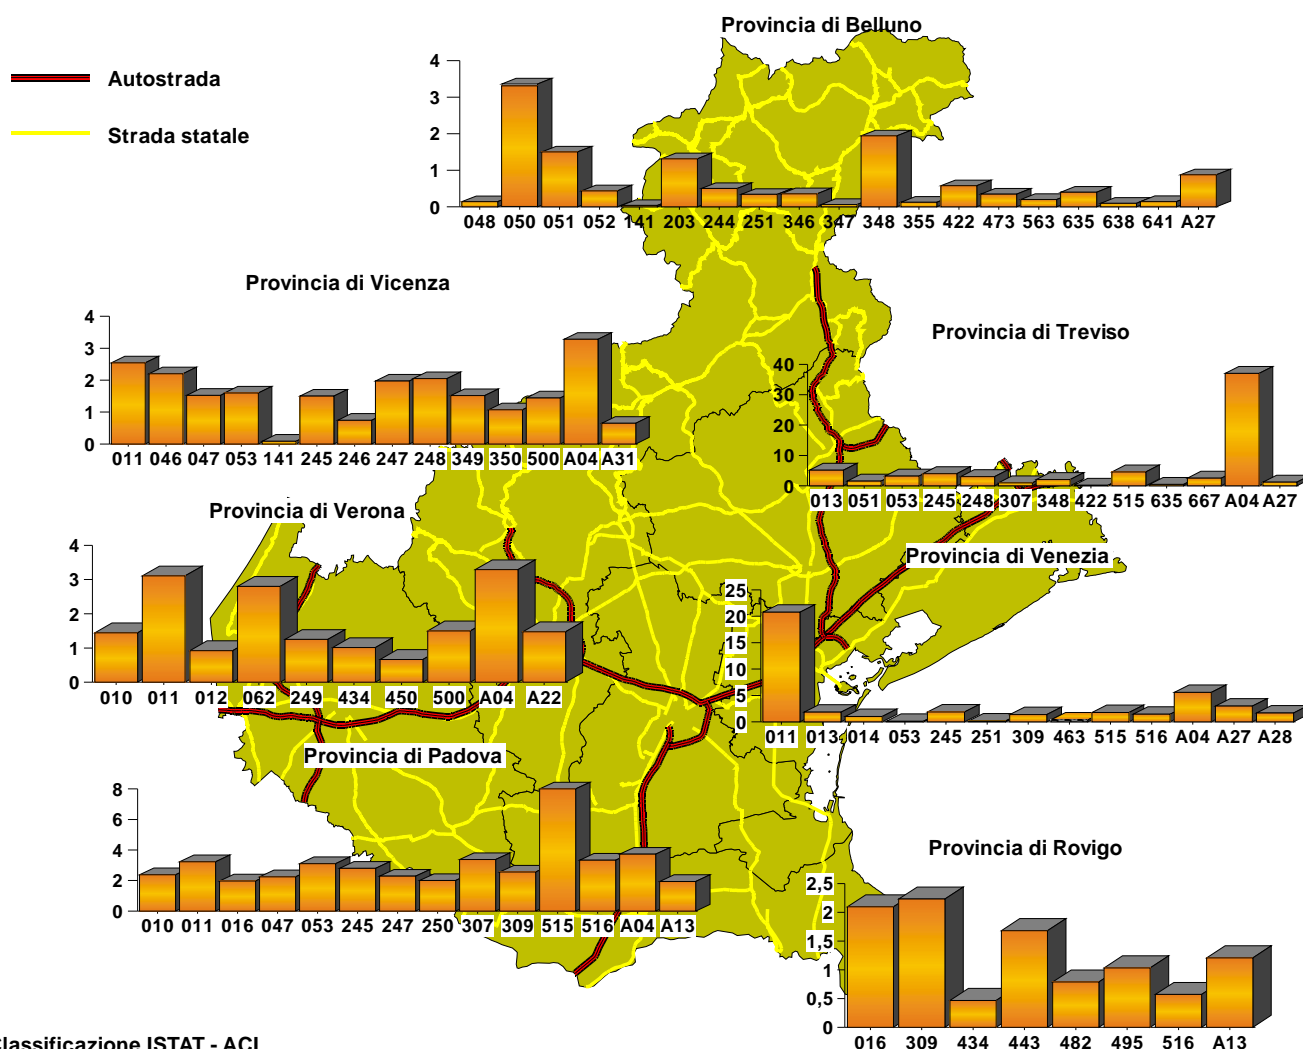 Provincia di Belluno
Autostrada
Strada statale
4
3
2
1
0
048 050 051 052 141 203 244 251 346 347 348 355 422 473 563 635 638 641 A27
Provincia di Vicenza
4
3
2
1
0
011 046 047 053 141 245 246 247 248 349 350 500 A04 A31
Provincia di Treviso
40
30
20
10
0
013 051 053 245 248 307 348 422 515 635 667 A04 A27
Provincia di Verona
4
3
2
1
0
010 011 012 062 249 434 450 500 A04 A22
Provincia di Venezia
25
20
15
10
5
0
011 013 014 053 245 251 309 463 515 516 A04 A27 A28
Provincia di Padova
8
6
4
2
0
010 011 016 047 053 245 247 250 307 309 515 516 A04 A13
Provincia di Rovigo
2,5
2
1,5
1
0,5
0
016 309 434 443 482 495 516 A13
Classificazione ISTAT - ACI